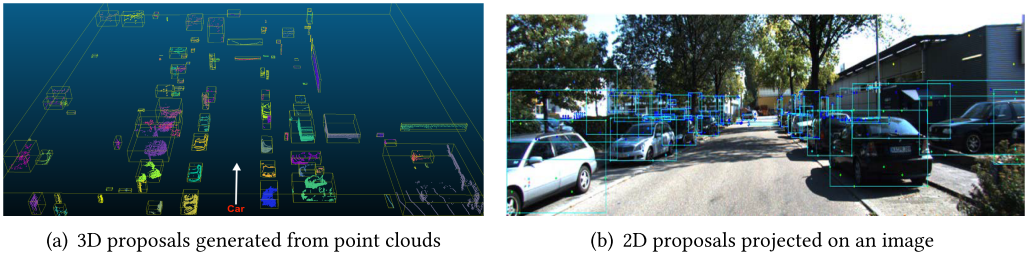 Car
(a) 3D proposals generated from point clouds
(b) 2D proposals projected on an image